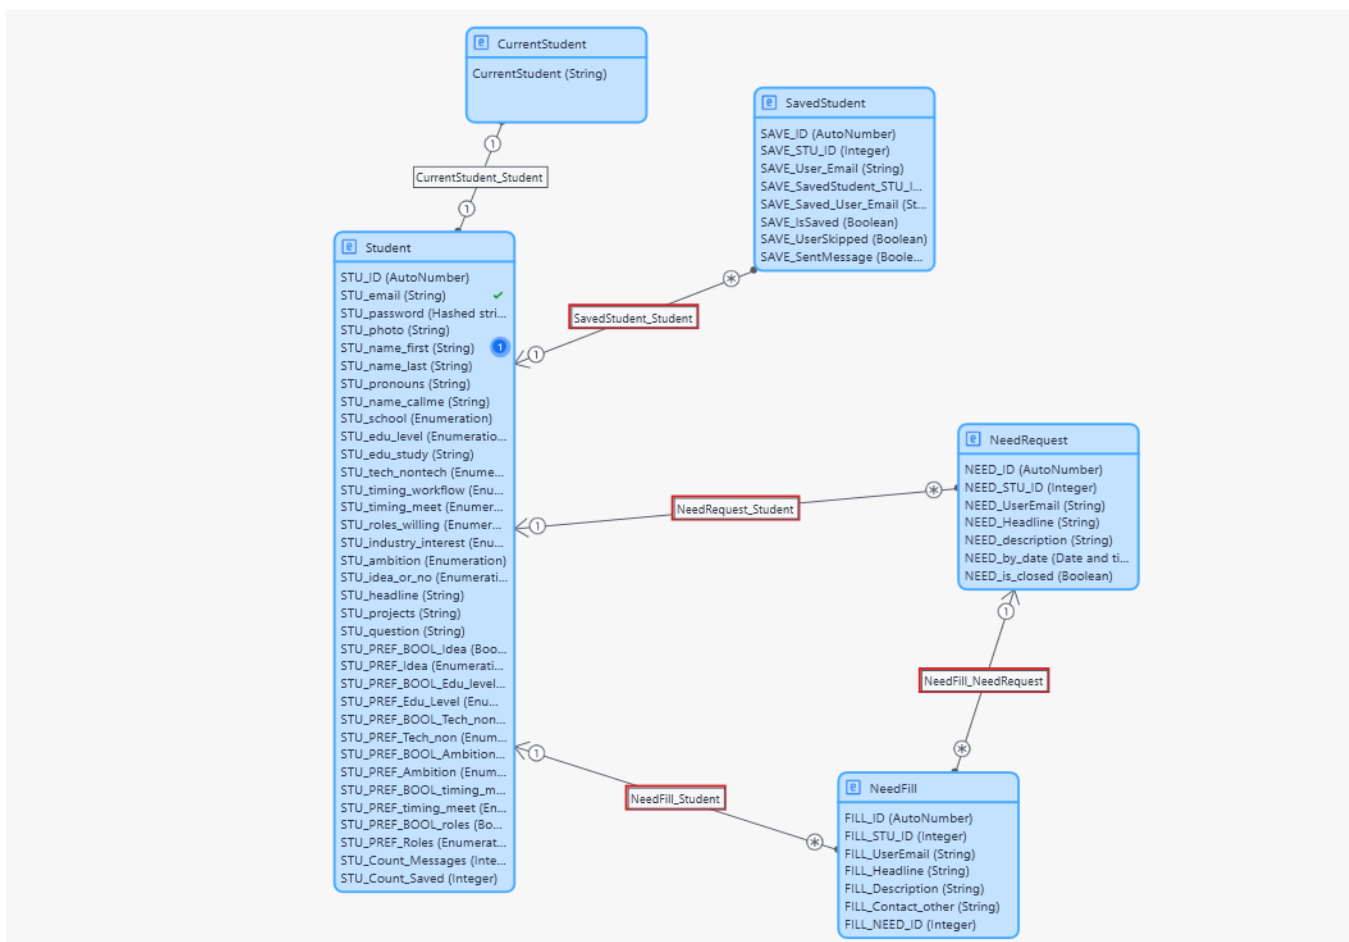 CurrentStudent
CurrentStudent (String)
1
CurrentStudent_Student
1
SavedStudent
SAVE_ID (AutoNumber)
SAVE_STU_ID (Integer)
SAVE_User_Email (String)
SAVE_SavedStudent_STU_I...
SAVE_Saved_User_Email (St...
SAVE_IsSaved (Boolean)
SAVE_UserSkipped (Boolean)
SAVE_SentMessage (Boole...
*
SavedStudent_Student
1
Student
STU_ID (AutoNumber)
STU_email (String)
STU_password (Hashed stri...
STU_photo (String)
STU_name_first (String)
1
STU_name_last (String)
STU_pronouns (String)
STU_name_callme (String)
STU_school (Enumeration)
STU_edu_level (Enumeratio...
STU_edu_study (String)
STU_tech_nontech (Enume...
STU_timing_workflow (Enu...
STU_timing_meet (Enumer...
STU_roles_willing (Enumer...
STU_industry_interest (Enu...
STU_ambition (Enumeration)
STU_idea_or_no (Enumerati...
STU_headline (String)
STU_projects (String)
STU_question (String)
STU_PREF_BOOL_Idea (Boo...
STU_PREF_Idea (Enumerati...
STU_PREF_BOOL_Edu_level...
STU_PREF_Edu_Level (Enu...
STU_PREF_BOOL_Tech_non...
STU_PREF_Tech_non (Enum...
STU_PREF_BOOL_Ambition...
STU_PREF_Ambition (Enum...
STU_PREF_BOOL_timing_m...
STU_PREF_timing_meet (En...
STU_PREF_BOOL_roles (Bo...
STU_PREF_Roles (Enumerat...
STU_Count_Messages (Inte...
STU_Count_Saved (Integer)
1
NeedRequest_Student
*
NeedRequest
NEED_ID (AutoNumber)
NEED_STU_ID (Integer)
NEED_UserEmail (String)
NEED_Headline (String)
NEED_description (String)
NEED_by_date (Date and ti...
NEED_is_closed (Boolean)
1
NeedFill_NeedRequest
*
1
NeedFill_Student
*
NeedFill
FILL_ID (AutoNumber)
FILL_STU_ID (Integer)
FILL_UserEmail (String)
FILL_Headline (String)
FILL_Description (String)
FILL_Contact_other (String)
FILL_NEED_ID (Integer)